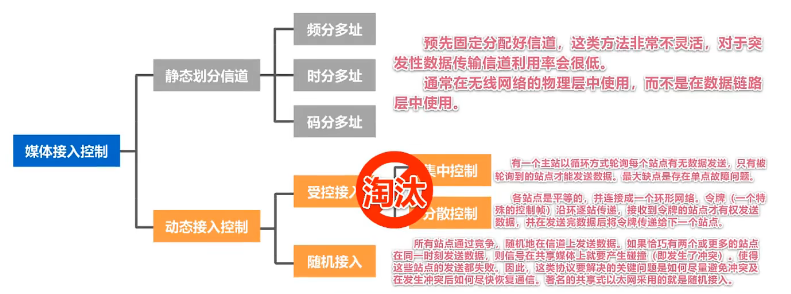 频分多址
预先固定分配好信道，这类方法非常不灵活，对于突
发性数据传输信道利用率会很低。
静态划分信道
时分多址
通常在无线网络的物理层中使用，而不是在数据链路
层中使用。
码分多址
媒体接入控制
集中控制
有一个主站以循环方式轮询每个站点有无数据发送，只有被
轮询到的站点才能发送数据。最大缺点是存在单点故障问题。
受控接入
淘汰
分散控制
各站点是平等的，并连接成一个环形网络。令牌（一个特
殊的控制帧）沿环逐站传递，接收到令牌的站点才有权发送
数据，并在发送完数据后将令牌传递给下一个站点。
动态接入控制
随机接入
所有站点通过竞争，随机地在信道上发送数据。如果恰巧有两个或更多的站点
在同一时刻发送数据，则信号在共享媒体上就要产生碰撞（即发生了冲突），使得
这些站点的发送都失败。因此，这类协议要解决的关键问题是如何尽量避免冲突及
在发生冲突后如何尽快恢复通信。著名的共享式以太网采用的就是随机接入。